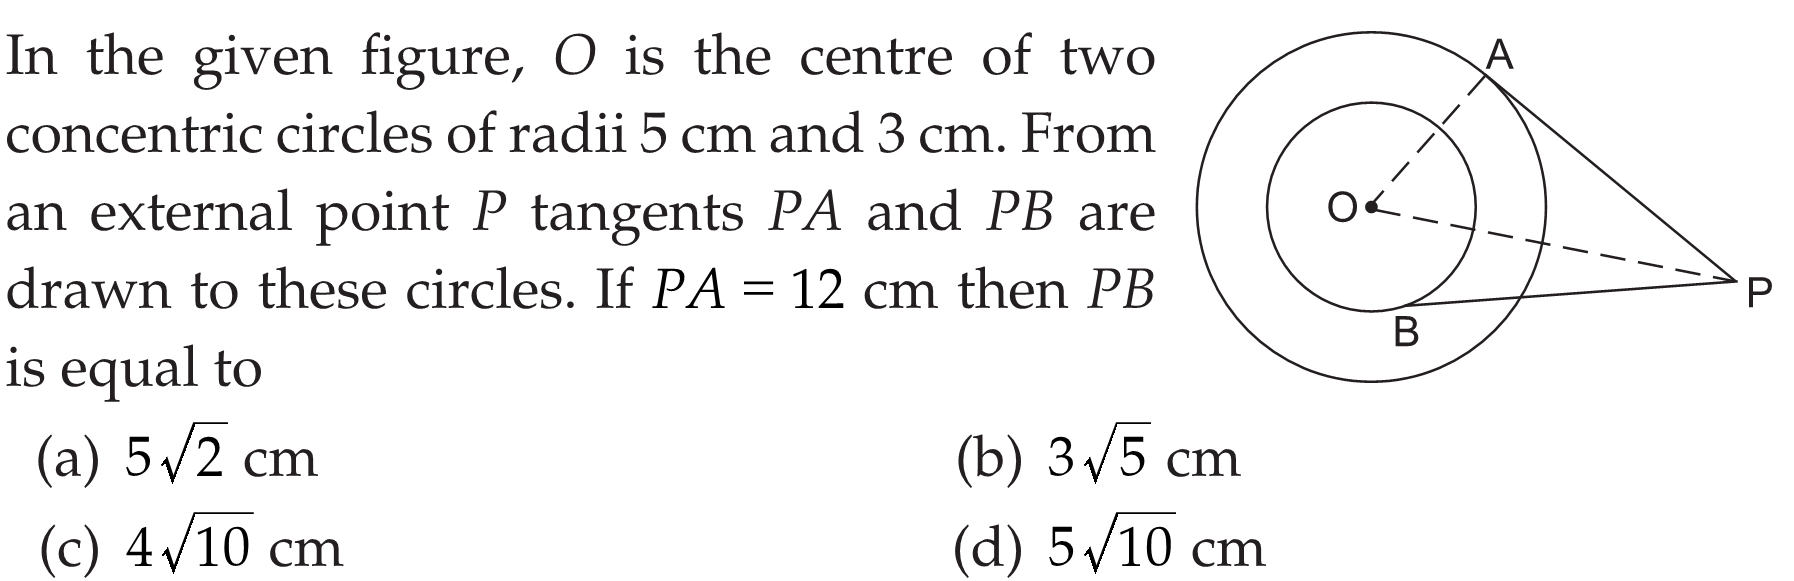 In the given figure, O is the centre of two
concentric circles of radii 5 cm and 3 cm. From
an external point P tangents PA and PB are
drawn to these circles. If PA = 12 cm then PB
is equal to
(a) 5√2 cm (b) 3√5 cm
(c) 4√10 cm (d) 5√10 cm
A
O
P
B